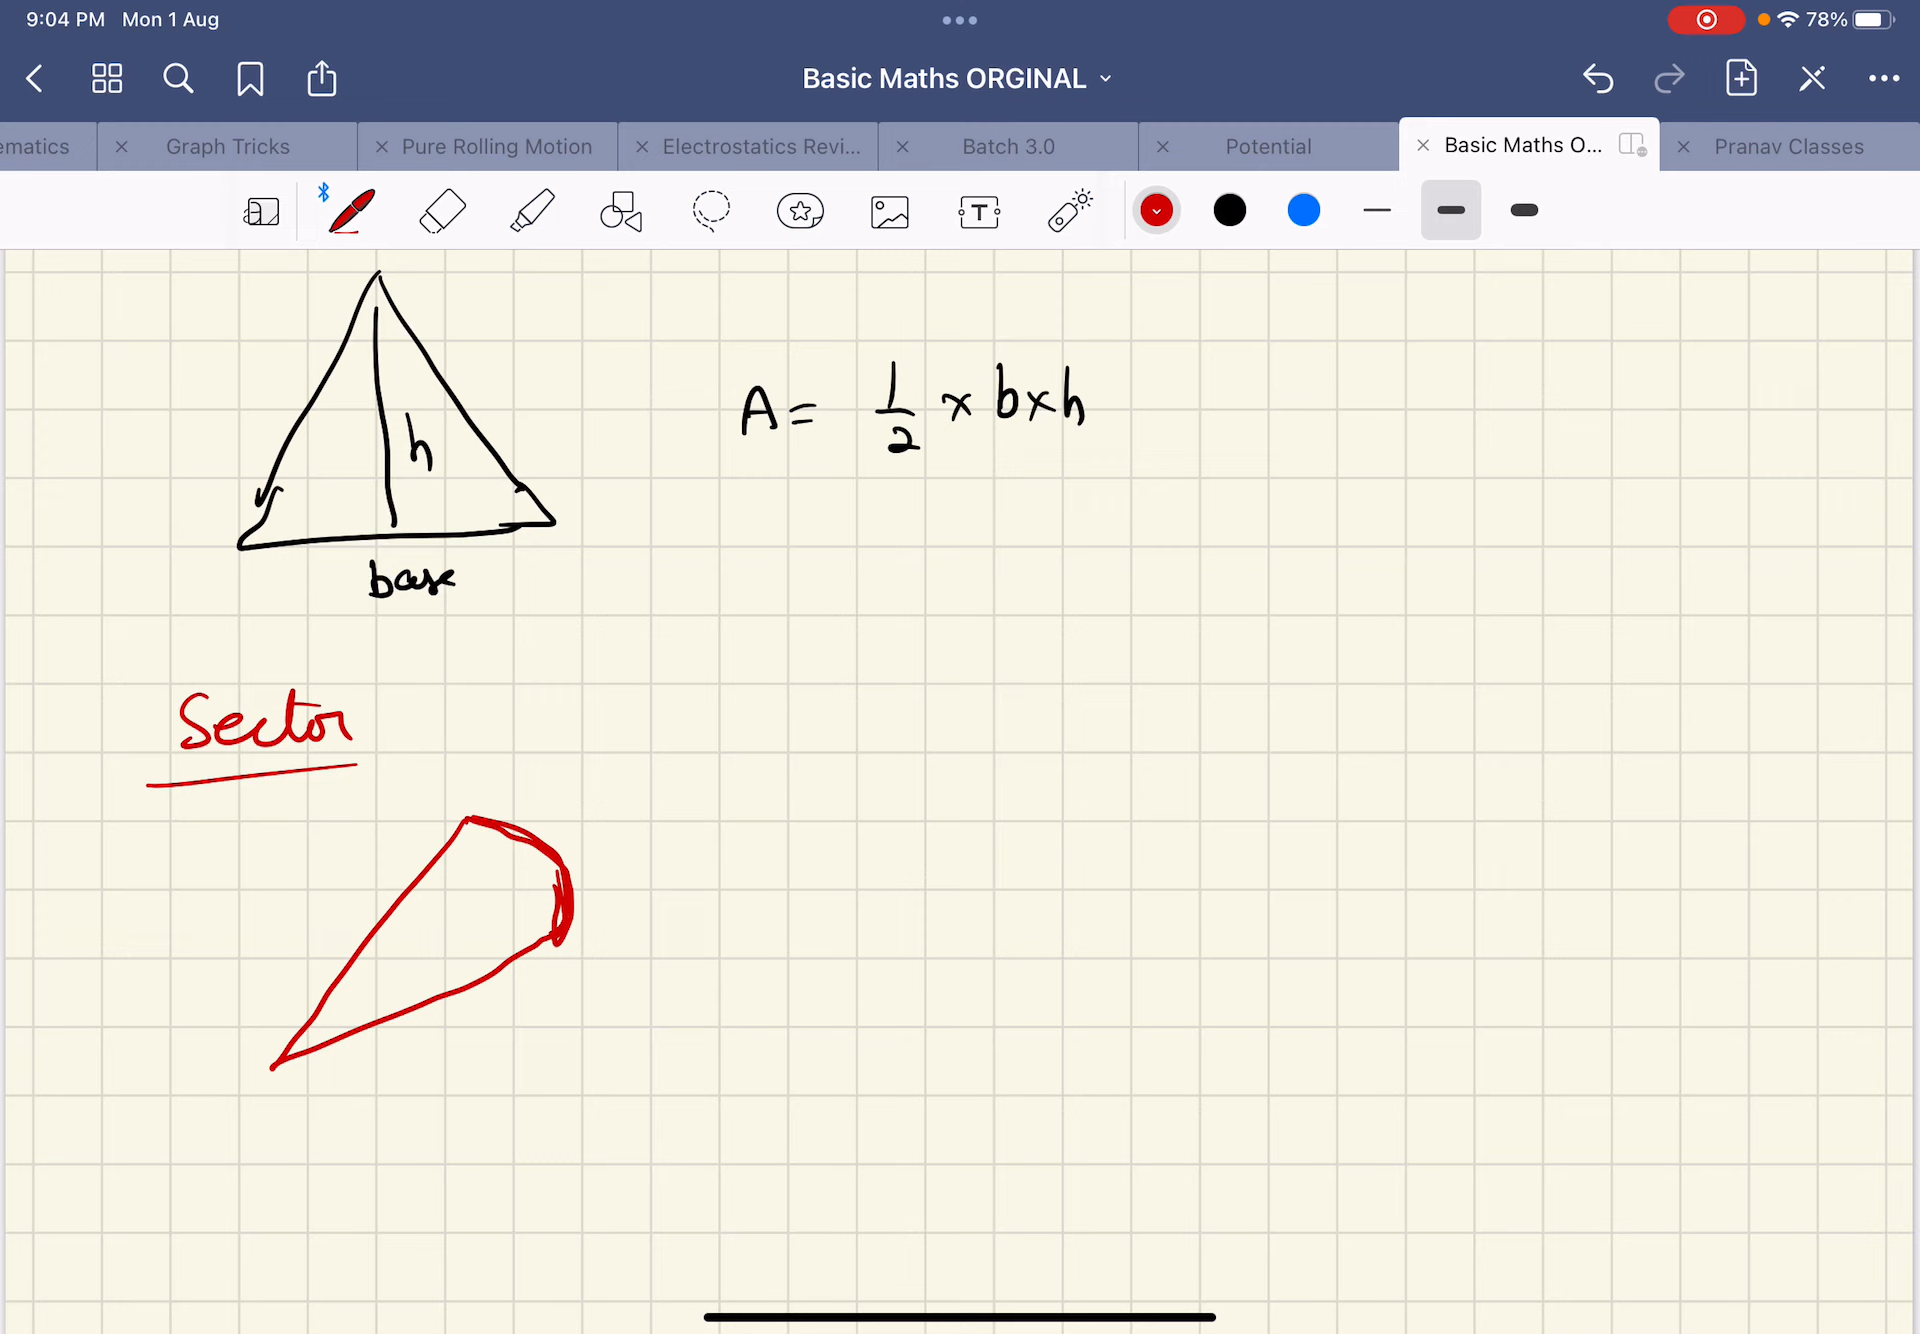 9:04 PM Mon 1 Aug
78%
Basic Maths ORGINAL
ematics
Graph Tricks
Pure Rolling Motion
Electrostatics Revi...
Batch 3.0
Potential
Basic Maths O...
Pranav Classes
a
T
A = 1/2 × b × h
h
base
Sector